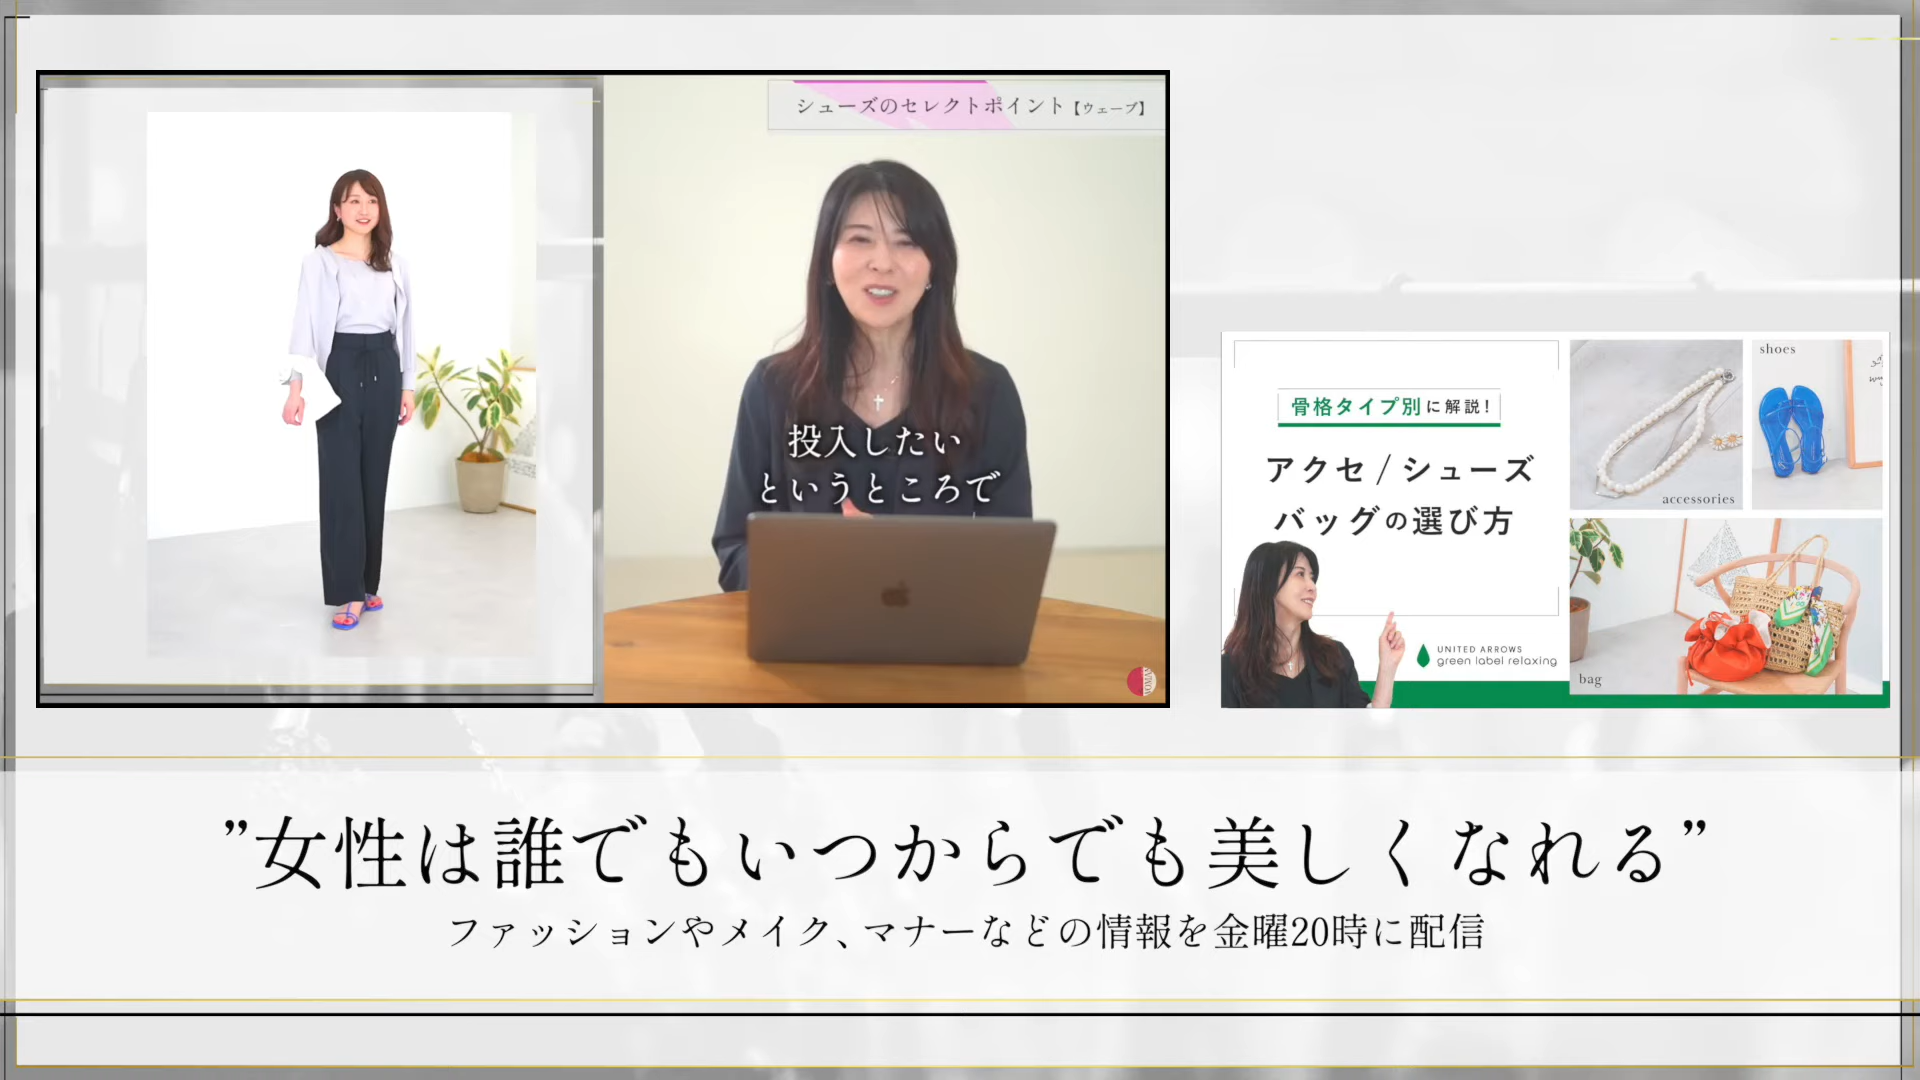 シューズのセレクトポイント【ウェーブ】
投入したい
というところで
骨格タイプ別に解説!
アクセ/シューズ
バッグの選び方
UNITED ARROWS
green label relaxing
accessories
shoes
bag
”女性は誰でもいつからでも美しくなれる”
ファッションやメイク、マナーなどの情報を金曜20時に配信